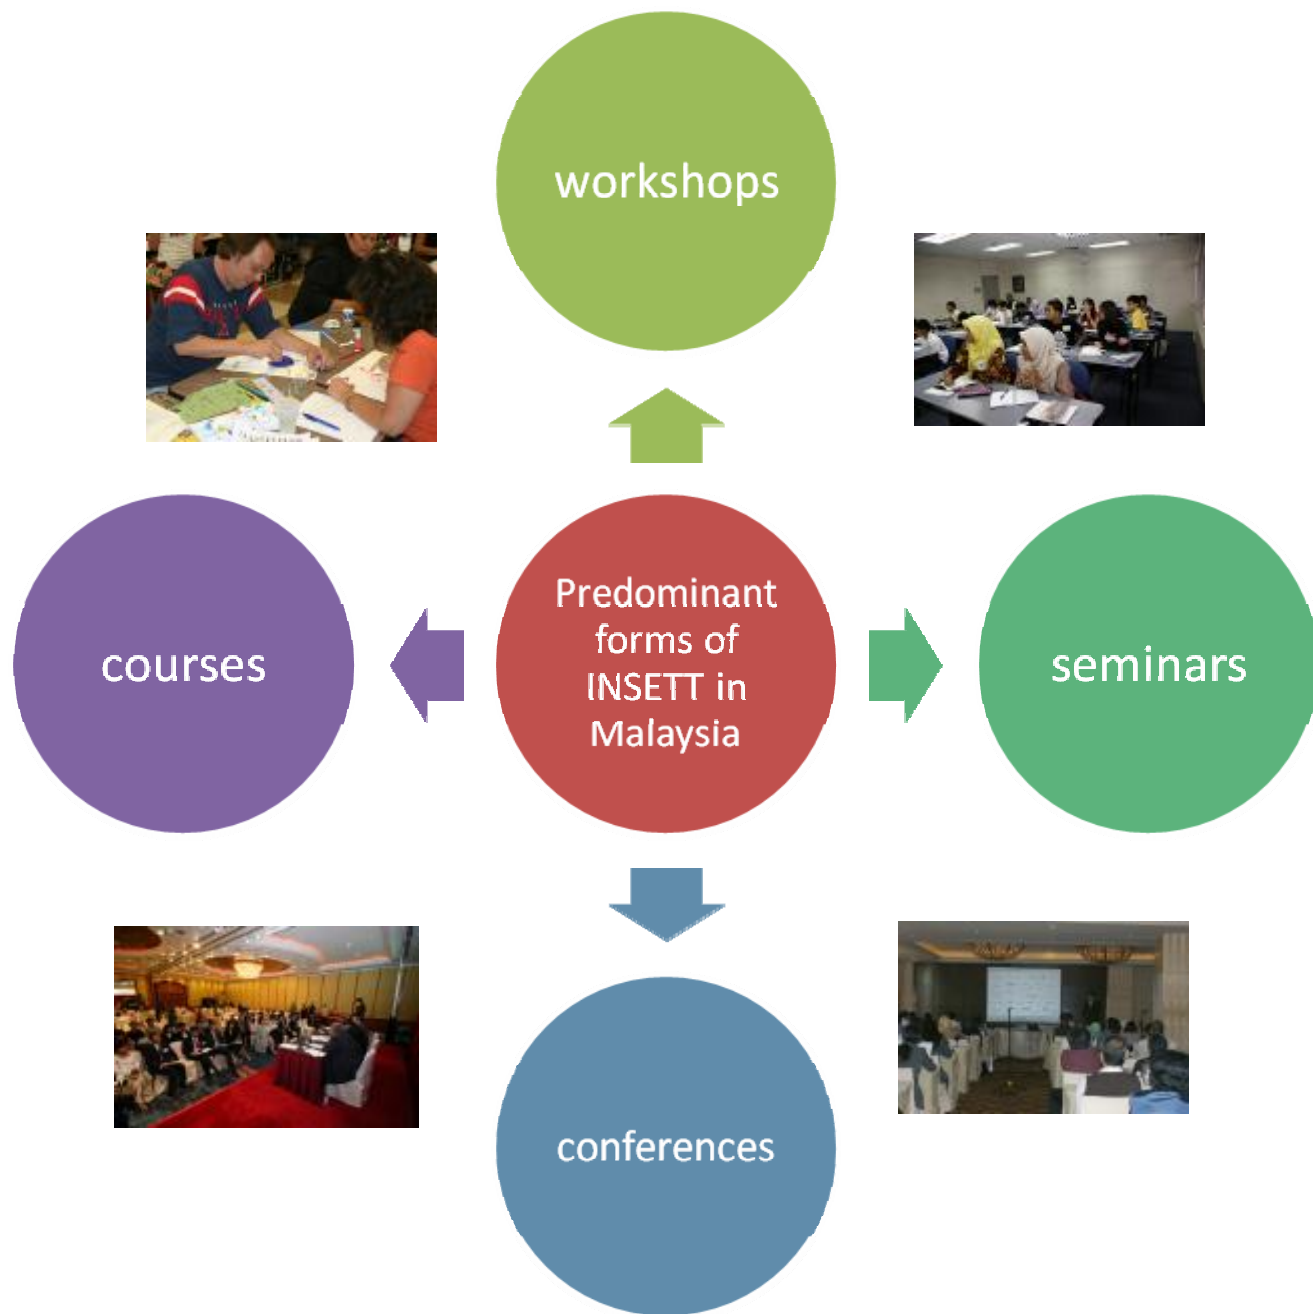 workshops
courses
Predominant
forms of
INSETT in
Malaysia
seminars
conferences